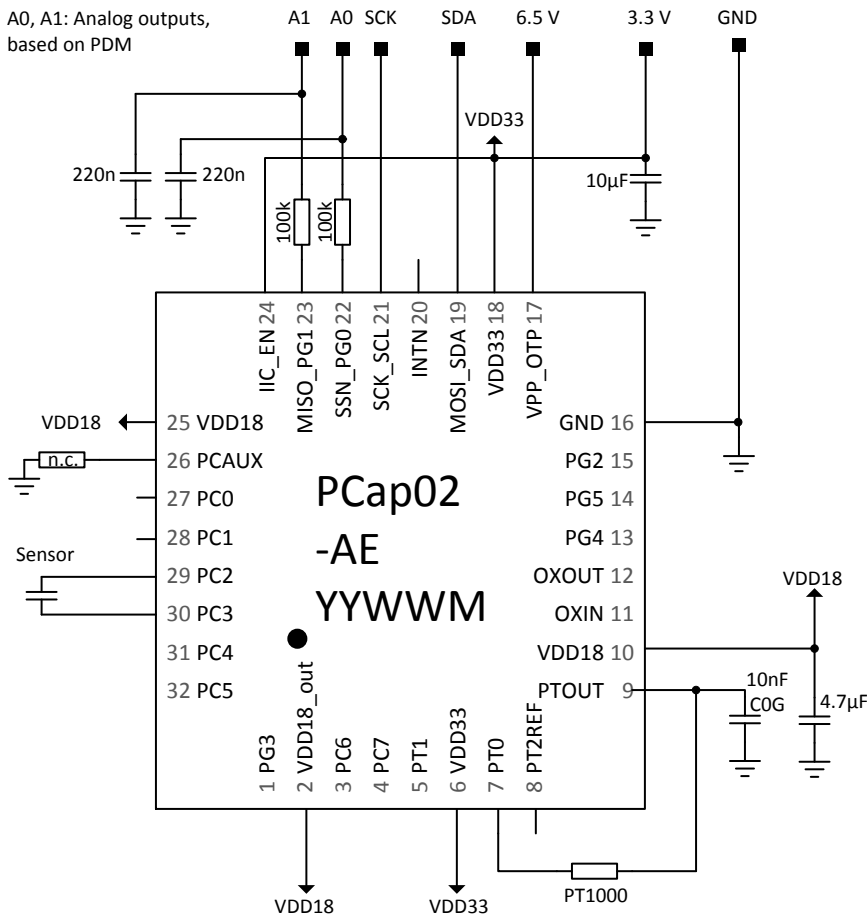 A0, A1: Analog outputs,
based on PDM
A1 A0 SCK SDA 6.5 V 3.3 V GND
VDD33
220n 220n 10µF
100k 100k
IIC_EN 24
MISO_PG1 23
SSN_PG0 22
SCK_SCL 21
INTN 20
MOSI_SDA 19
VDD33 18
VPP_OTP 17
VDD18
25 VDD18
n.c.
26 PCAUX
27 PC0
28 PC1
Sensor
29 PC2
30 PC3
31 PC4
32 PC5
PCap02
-AE
YYWWM
GND 16
PG2 15
PG5 14
PG4 13
OXOUT 12
OXIN 11
VDD18 10
PTOUT 9
VDD18
10nF
C0G
4.7µF
1 PG3
2 VDD18_out
3 PC6
4 PC7
5 PT1
6 VDD33
7 PT0
8 PT2REF
PT1000
VDD18 VDD33